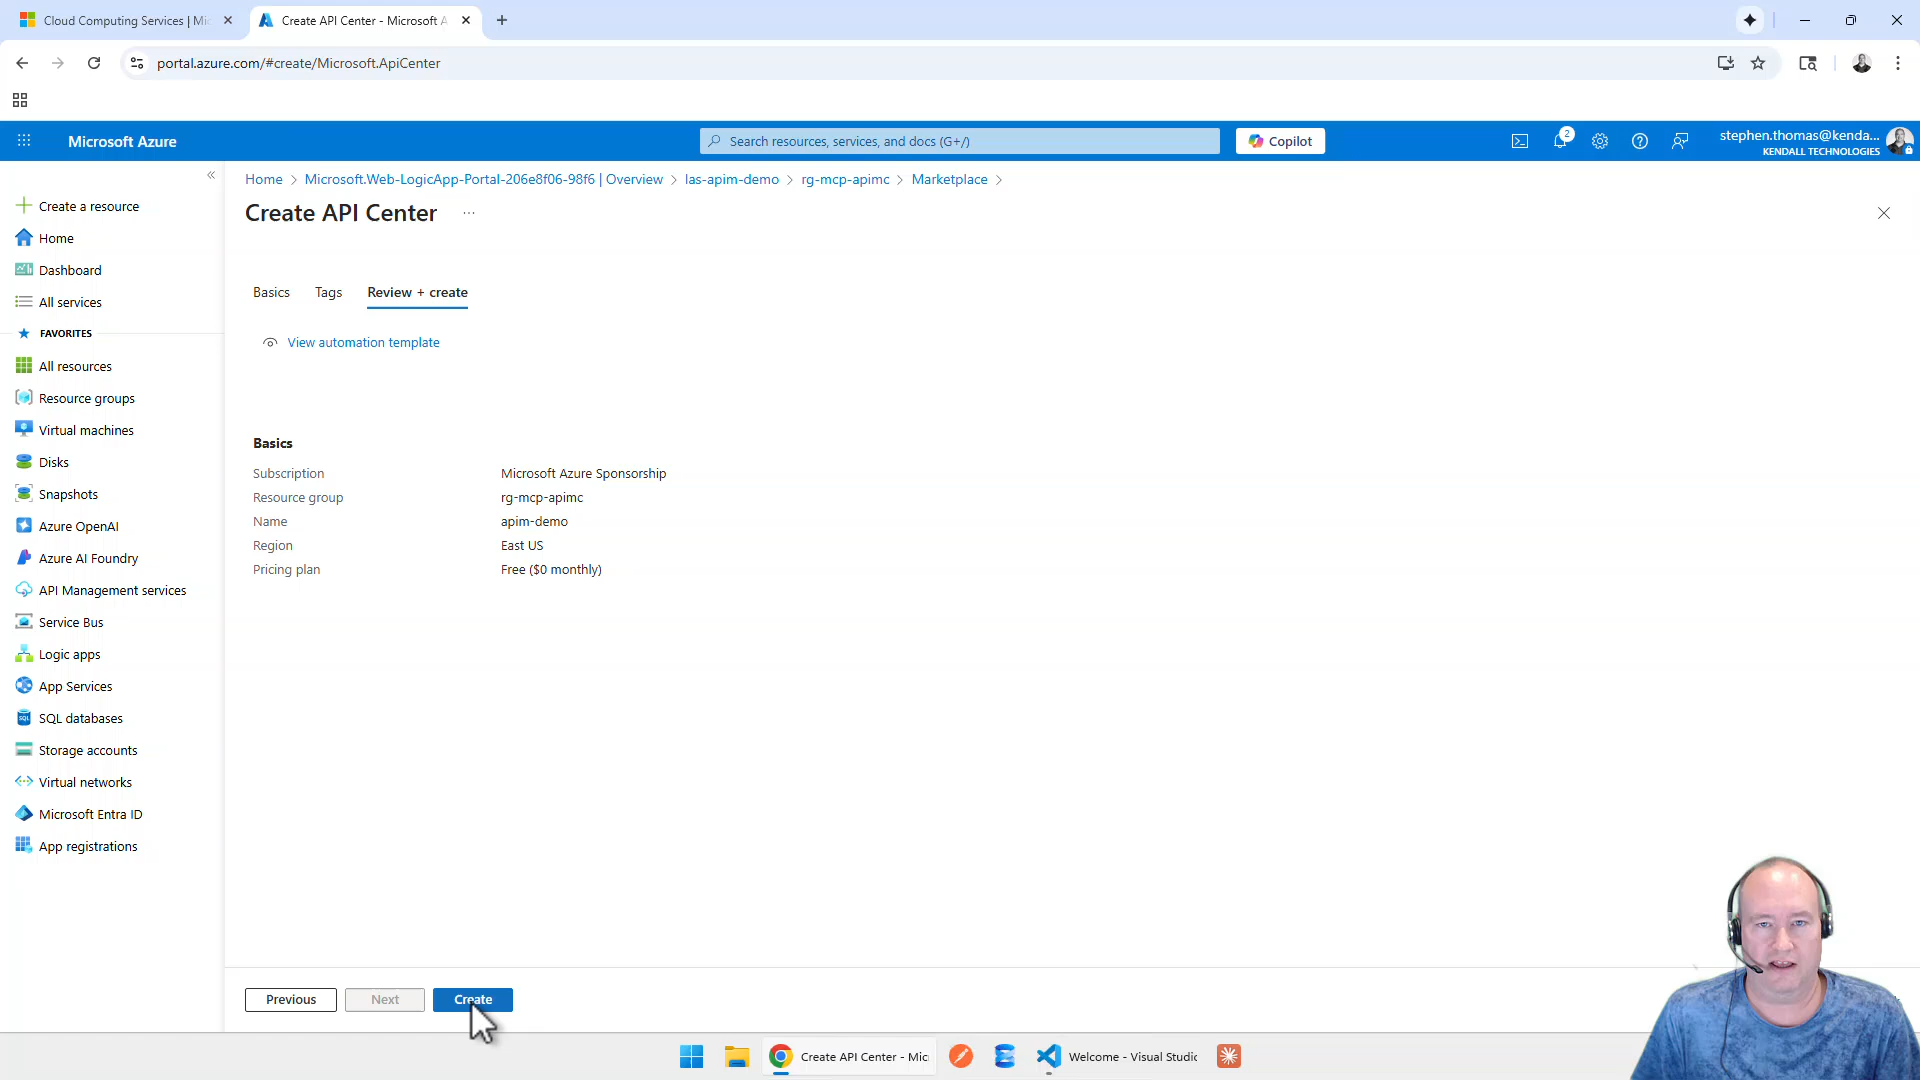 Cloud Computing Services | Mi
Create API Center - Microsoft A
portal.azure.com/#create/Microsoft.ApiCenter
Microsoft Azure
Search resources, services, and docs (G+/)
Copilot
2
stephen.thomas@kenda...
KENDALL TECHNOLOGIES
Create a resource
Home
Dashboard
All services
FAVORITES
All resources
Resource groups
Virtual machines
Disks
Snapshots
Azure OpenAI
Azure AI Foundry
API Management services
Service Bus
Logic apps
App Services
SQL databases
Storage accounts
Virtual networks
Microsoft Entra ID
App registrations
Home > Microsoft.Web-LogicApp-Portal-206e8f06-98f6 | Overview > las-apim-demo > rg-mcp-apimc > Marketplace >
Create API Center ...
Basics Tags Review + create
View automation template
Basics
Subscription Microsoft Azure Sponsorship
Resource group rg-mcp-apimc
Name apim-demo
Region East US
Pricing plan Free ($0 monthly)
Previous Next Create
Create API Center - Mic
Welcome - Visual Studic